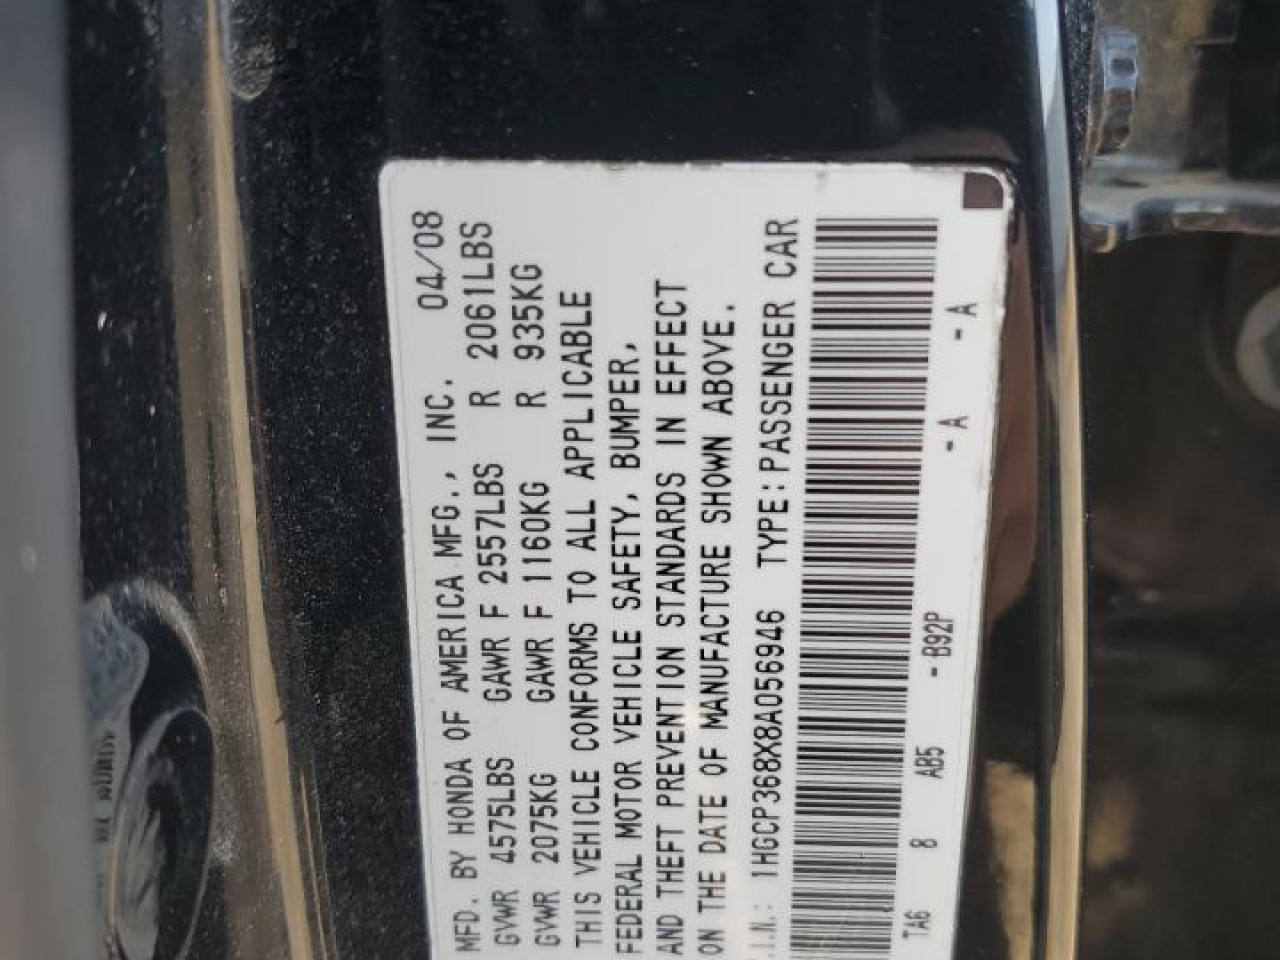 MFD. BY HONDA OF AMERICA MFG., INC. 04/08
GVWR 4575LBS GAWR F 2557LBS R 2061LBS
GVWR 2075KG GAWR F 1160KG R 935KG
THIS VEHICLE CONFORMS TO ALL APPLICABLE
FEDERAL MOTOR VEHICLE SAFETY, BUMPER,
AND THEFT PREVENTION STANDARDS IN EFFECT
ON THE DATE OF MANUFACTURE SHOWN ABOVE.
.I.N.: 1HGCP368X8A056946 TYPE:PASSENGER CAR
TA6 8 AB5 - B92P - A - A